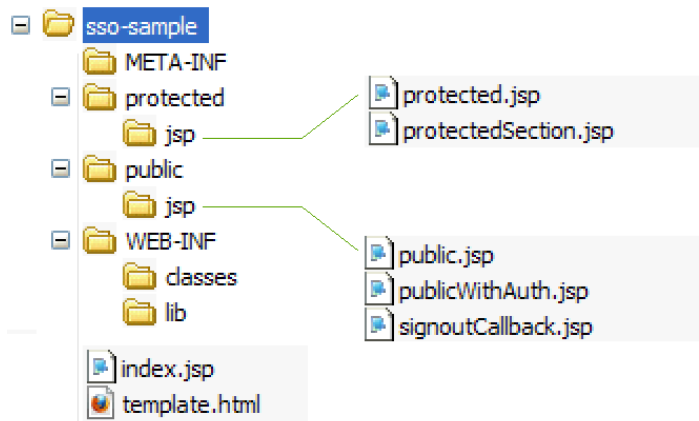 sso-sample
META-INF
protected
jsp
protected.jsp
protectedSection.jsp
public
jsp
public.jsp
publicWithAuth.jsp
signoutCallback.jsp
WEB-INF
classes
lib
index.jsp
template.html